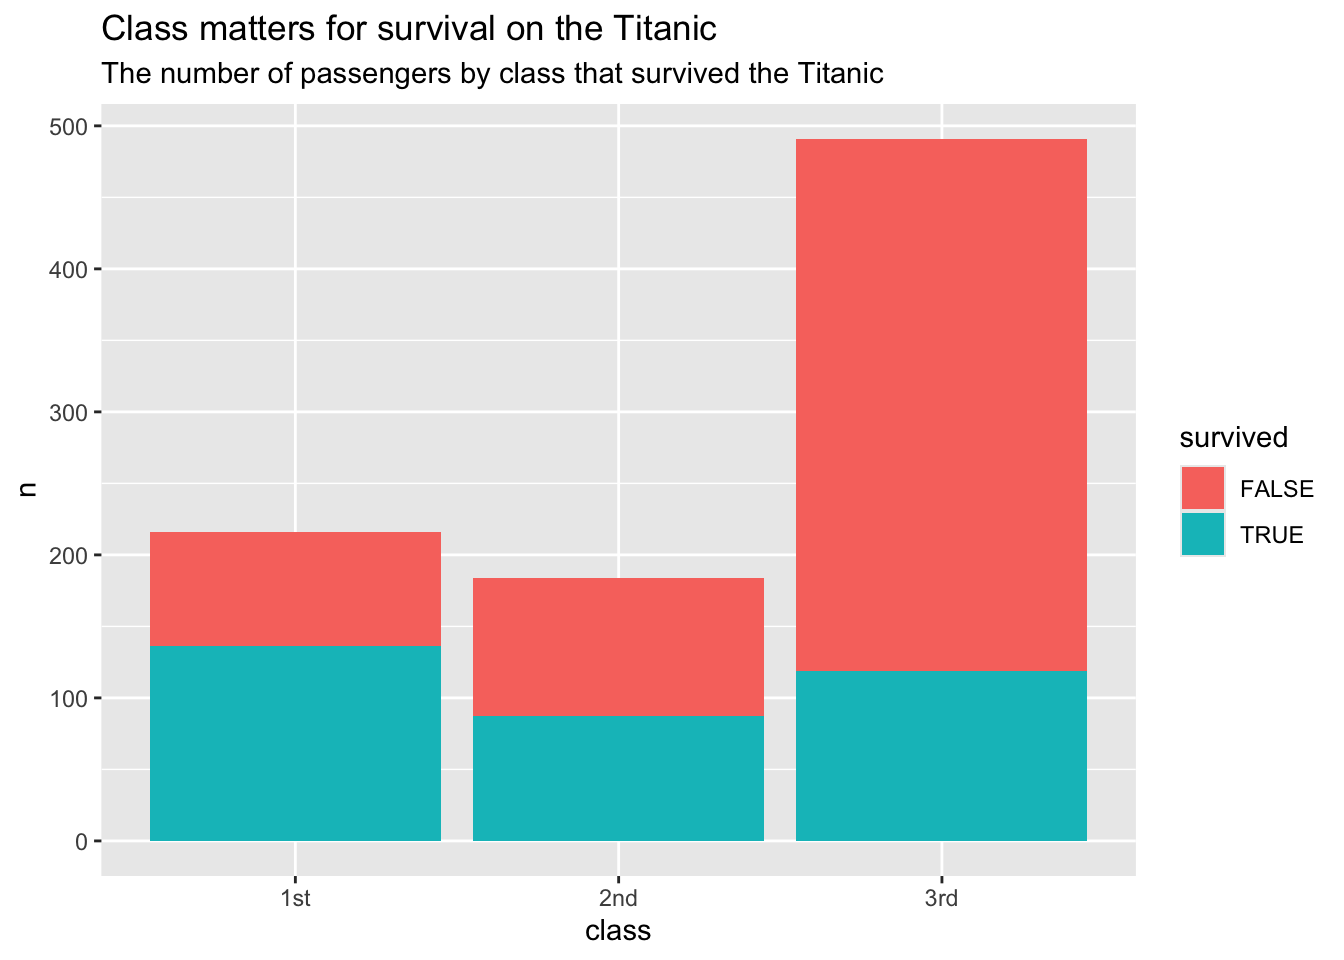 Class matters for survival on the Titanic
The number of passengers by class that survived the Titanic
500
400
300
200
100
0
n
1st 2nd 3rd
class
survived
FALSE
TRUE